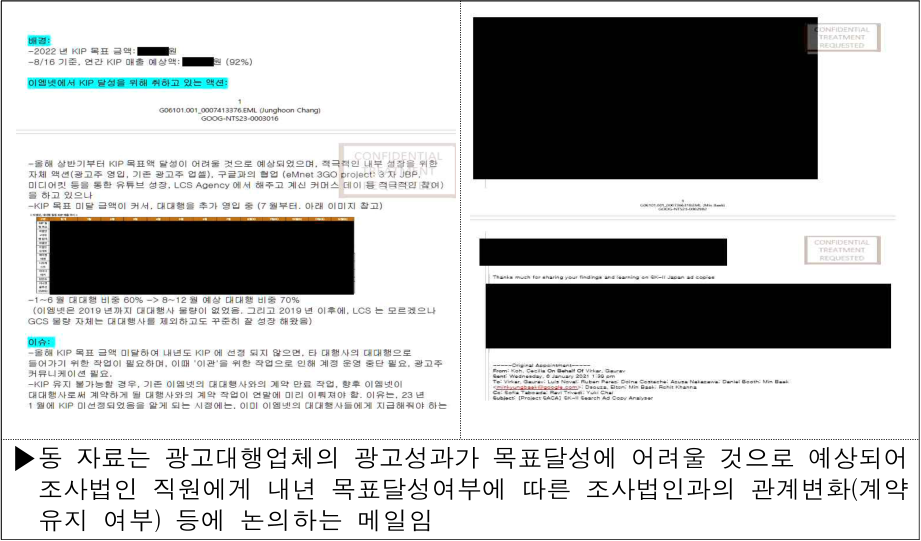 배경:
-2022 년 KIP 목표 금액: 원
-8/16 기준, 연간 KIP 매출 예상액: 원 (92%)
이엠넷에서 KIP 달성을 위해 취하고 있는 액션:
1
G06101.001_0007413376.EML (Junghoon Chang)
GOOG-NTS23-0003016
CONFIDENTIAL
TREATMENT
REQUESTED
-올해 상반기부터 KIP 목표액 달성이 어려울 것으로 예상되었으며, 적극적인 내부 성장을 위한
자체 액션(광고주 영입, 기존 광고주 업셀), 구글과의 협업 (eMnet 3GO project! 3 자 JBP,
미디어컷 등을 통한 유튜브 성장, LCS Agency 에서 해주고 계신 커머스 데이 등 적극적인 참여)
을 하고 있으나
-KIP 목표 미달 금액이 커서, 대대행을 추가 영입 중 (7 월부터. 아래 이미지 참고)
-1~6 월 대대행 비중 60% -> 8~12 월 예상 대대행 비중 70%
(이엠넷은 2019 년까지 대대행사 물량이 없었음. 그리고 2019 년 이후에, LCS 는 모르겠으나
GCS 물량 자체는 대대행사를 제외하고도 꾸준히 잘 성장 해왔음)
이슈:
-올해 KIP 목표 금액 미달하여 내년도 KIP 에 선정 되지 않으면, 타 대행사의 대대행으로
들어가기 위한 작업이 필요하며, 이때 '이관'을 위한 작업으로 인해 계정 운영 중단 필요, 광고주
커뮤니케이션 필요.
-KIP 유지 불가능할 경우, 기존 이엠넷의 대대행사와의 계약 만료 작업, 향후 이엠넷이
대대행사로써 계약하게 될 대행사와의 계약 작업이 연말에 미리 이뤄져야 함. 이유는, 23 년
1 월에 KIP 미선정되었음을 알게 되는 시점에는, 이미 이엠넷의 대대행사들에게 지급해줘야 하는
CONFIDENTIAL
TREATMENT
REQUESTED
CONFIDENTIAL
TREATMENT
REQUESTED
Thanks much for sharing your findings and learning on SK-II Japan ad copies
-----Original Appointment-----
From: Koh, Cecilia On Behalf Of Virkar, Gaurav
Sent: Wednesday, 6 January 2021 1:39 pm
To: Virkar, Gaurav; Luis Novel; Ruben Peres; Doina Costache; Azusa Nakagawa; Daniel Booth; Min Baek
Subject: [Project SACA] SK-II Search Ad Copy Analyser
▶동 자료는 광고대행업체의 광고성과가 목표달성에 어려울 것으로 예상되어
조사법인 직원에게 내년 목표달성여부에 따른 조사법인과의 관계변화(계약
유지 여부) 등에 논의하는 메일임